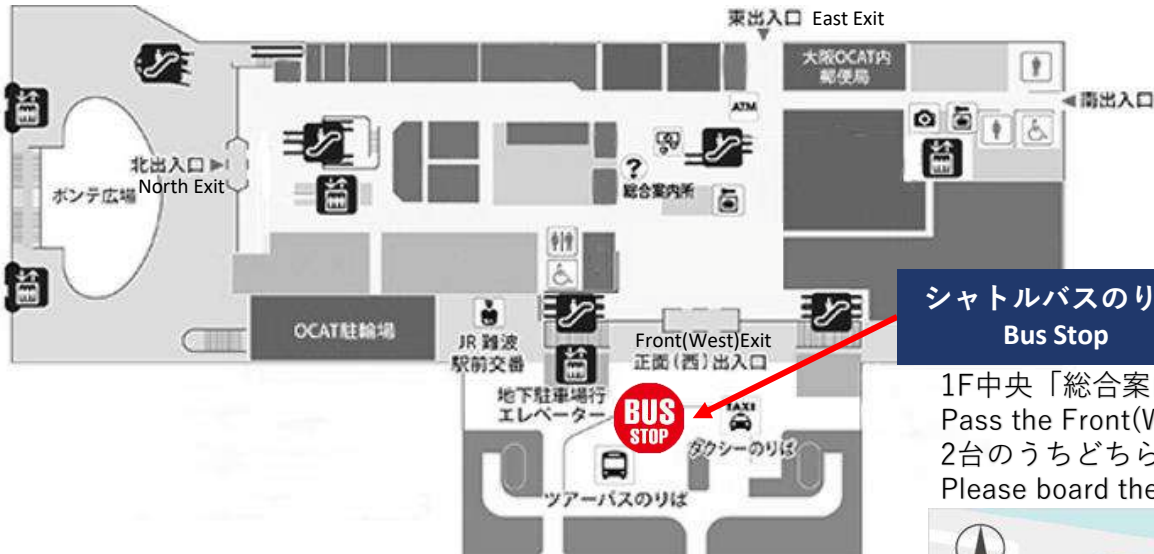 東出入口 East Exit
大阪OCAT内
郵便局
ATM
南出入口
北出入口
North Exit
ポンテ広場
?
総合案内所
シャトルバスのり
Bus Stop
OCAT駐輪場
JR 難波
駅前交番
Front(West)Exit
正面(西)出入口
地下駐車場行
エレベーター
BUS
STOP
TAXI
タクシーのりば
ツアーバスのりば
1F中央「総合案
Pass the Front(W
2台のうちどちら
Please board the